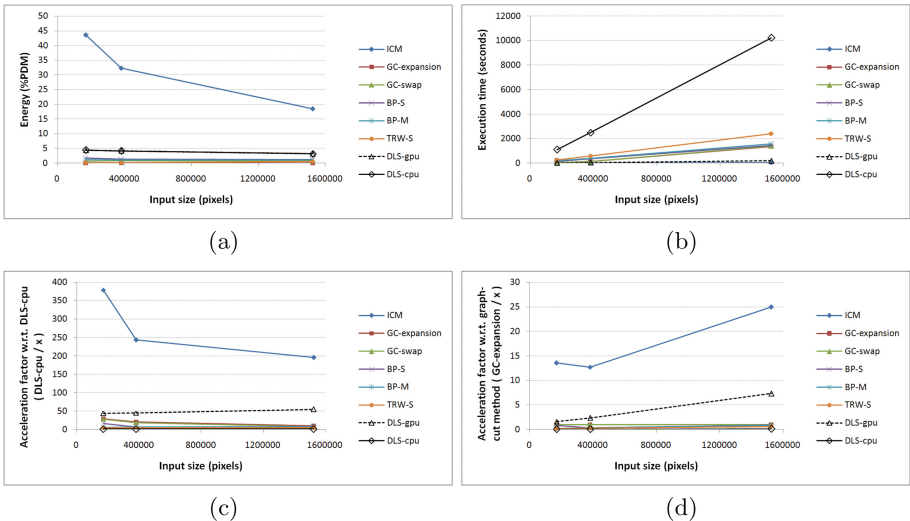 50
45
40
35
30
25
20
15
10
5
0
Energy (%PDM)
0 400000 800000 1200000 1600000
Input size (pixels)
ICM
GC-expansion
GC-swap
BP-S
BP-M
TRW-S
DLS-gpu
DLS-cpu
(a)
12000
10000
8000
6000
4000
2000
0
Execution time (seconds)
0 400000 800000 1200000 1600000
Input size (pixels)
ICM
GC-expansion
GC-swap
BP-S
BP-M
TRW-S
DLS-gpu
DLS-cpu
(b)
400
350
300
250
200
150
100
50
0
Acceleration factor w.r.t. DLS-cpu
( DLS-cpu / x )
0 400000 800000 1200000 1600000
Input size (pixels)
ICM
GC-expansion
GC-swap
BP-S
BP-M
TRW-S
DLS-gpu
DLS-cpu
(c)
30
25
20
15
10
5
0
Acceleration factor w.r.t. graph-
cut method ( GC-expansion / x )
0 400000 800000 1200000 1600000
Input size (pixels)
ICM
GC-expansion
GC-swap
BP-S
BP-M
TRW-S
DLS-gpu
DLS-cpu
(d)